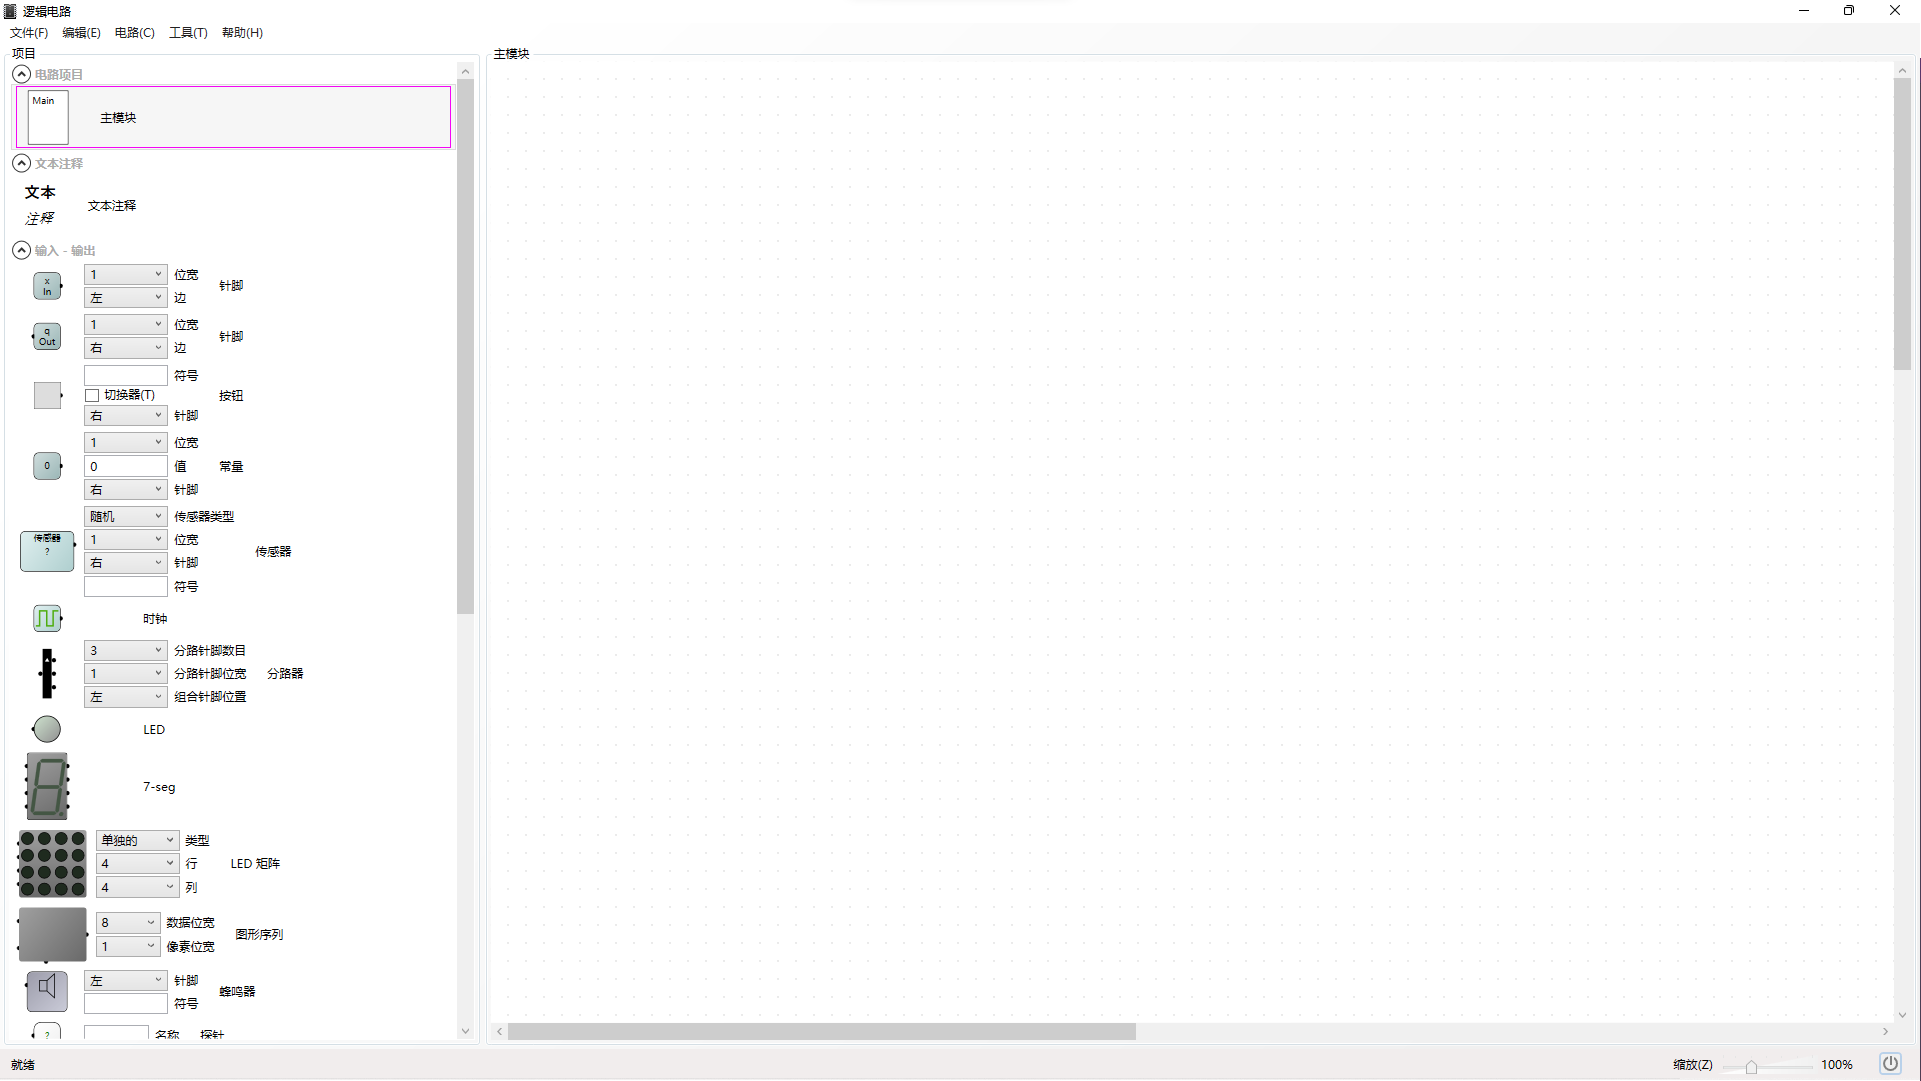 逻辑电路
文件(F) 编辑(E) 电路(C) 工具(T) 帮助(H)
项目
主模块
电路项目
Main
主模块
文本注释
文本
注释
文本注释
输入 - 输出
x
In
1 位宽
左 边
针脚
q
Out
1 位宽
右 边
针脚
符号
切换器(T)
右 针脚
按钮
0
1 位宽
0 值
右 针脚
常量
传感器
?
随机 传感器类型
1 位宽
右 针脚
符号
传感器
时钟
3 分路针脚数目
1 分路针脚位宽
左 组合针脚位置
分路器
LED
7-seg
单独的 类型
4 行
4 列
LED 矩阵
8 数据位宽
1 像素位宽
图形序列
左 针脚
符号
蜂鸣器
?
名称 探针
就绪
缩放(Z) 100%